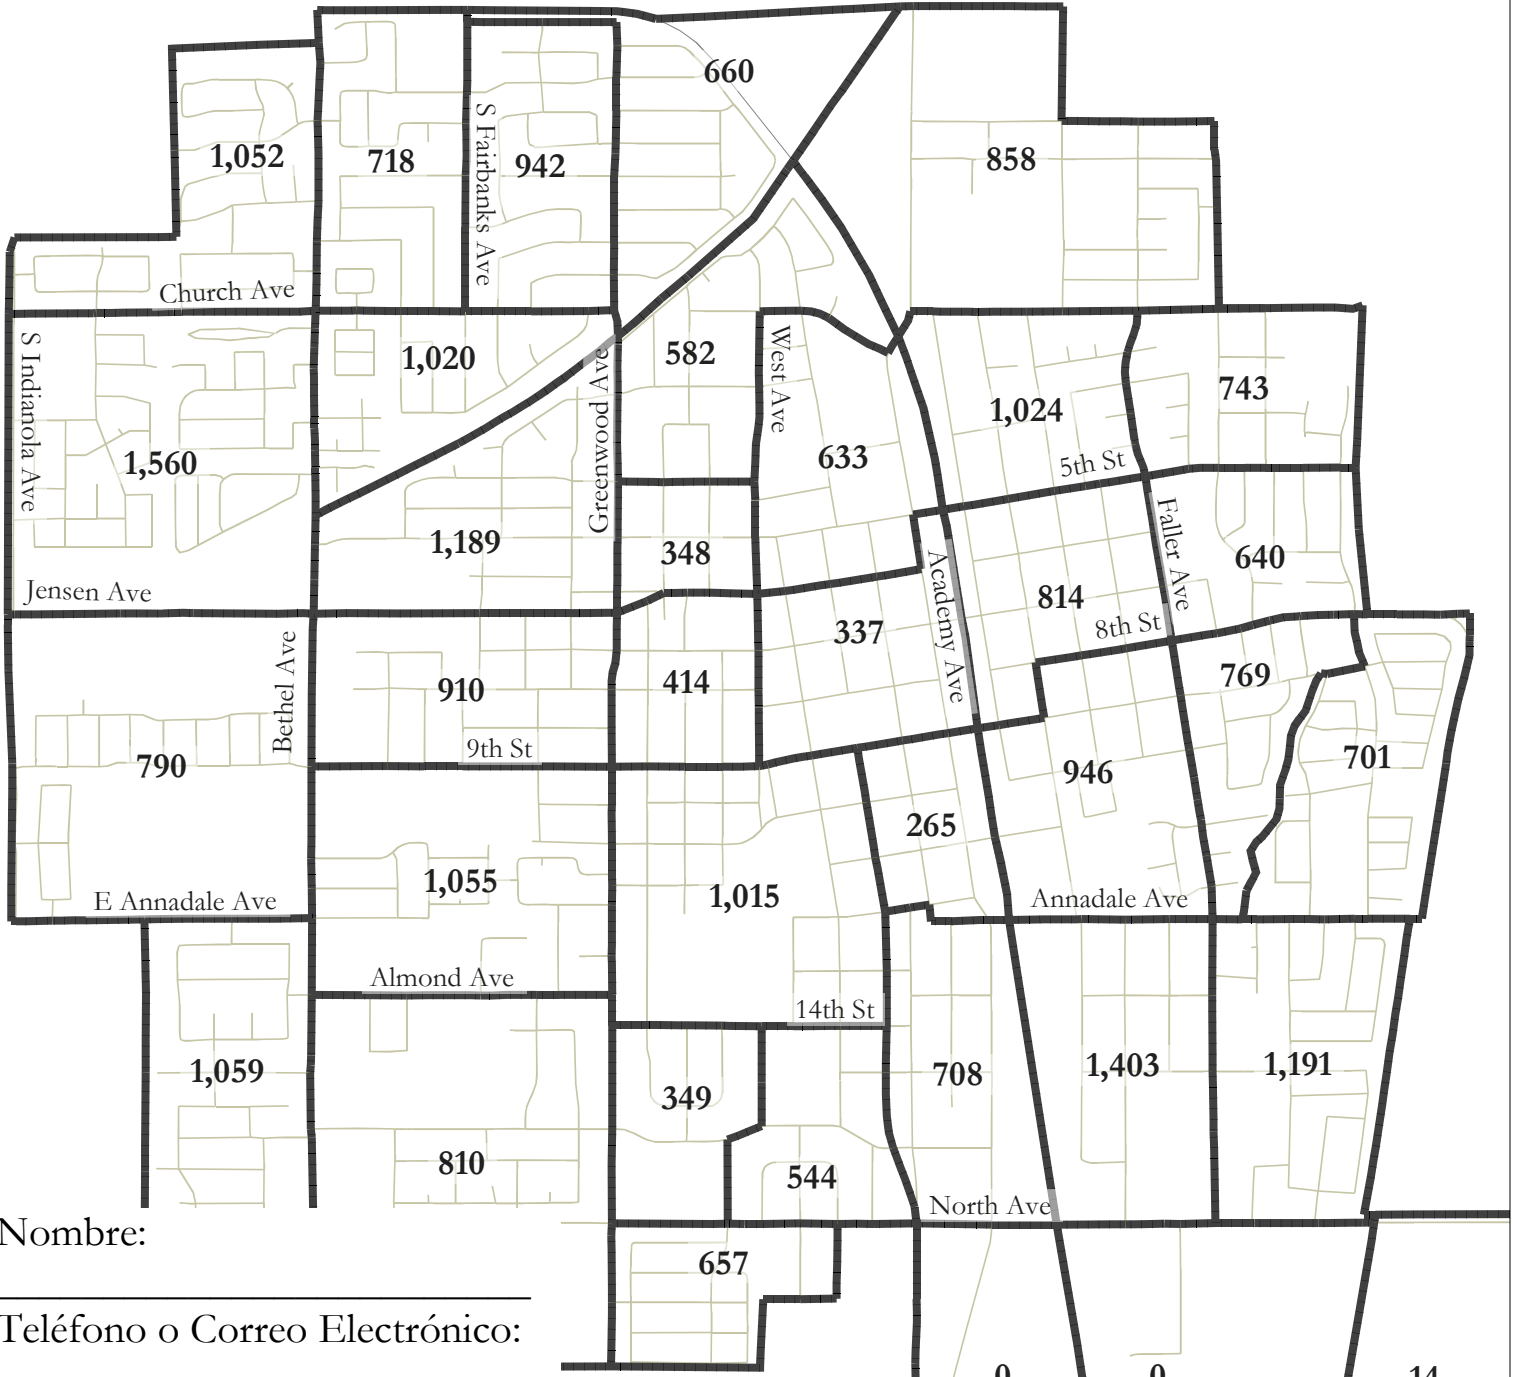 660
1,052
718
S Fairbanks Ave
942
858
Church Ave
S Indianola Ave
1,020
Greenwood Ave
582
West Ave
1,024
743
1,560
633
5th St
1,189
348
Faller Ave
640
Jensen Ave
Academy Ave
814
8th St
337
Bethel Ave
910
414
769
9th St
790
946
701
265
1,055
1,015
E Annadale Ave
Annadale Ave
Almond Ave
14th St
1,059
349
708
1,403
1,191
810
544
North Ave
Nombre:
657
Teléfono o Correo Electrónico:
0
0
14